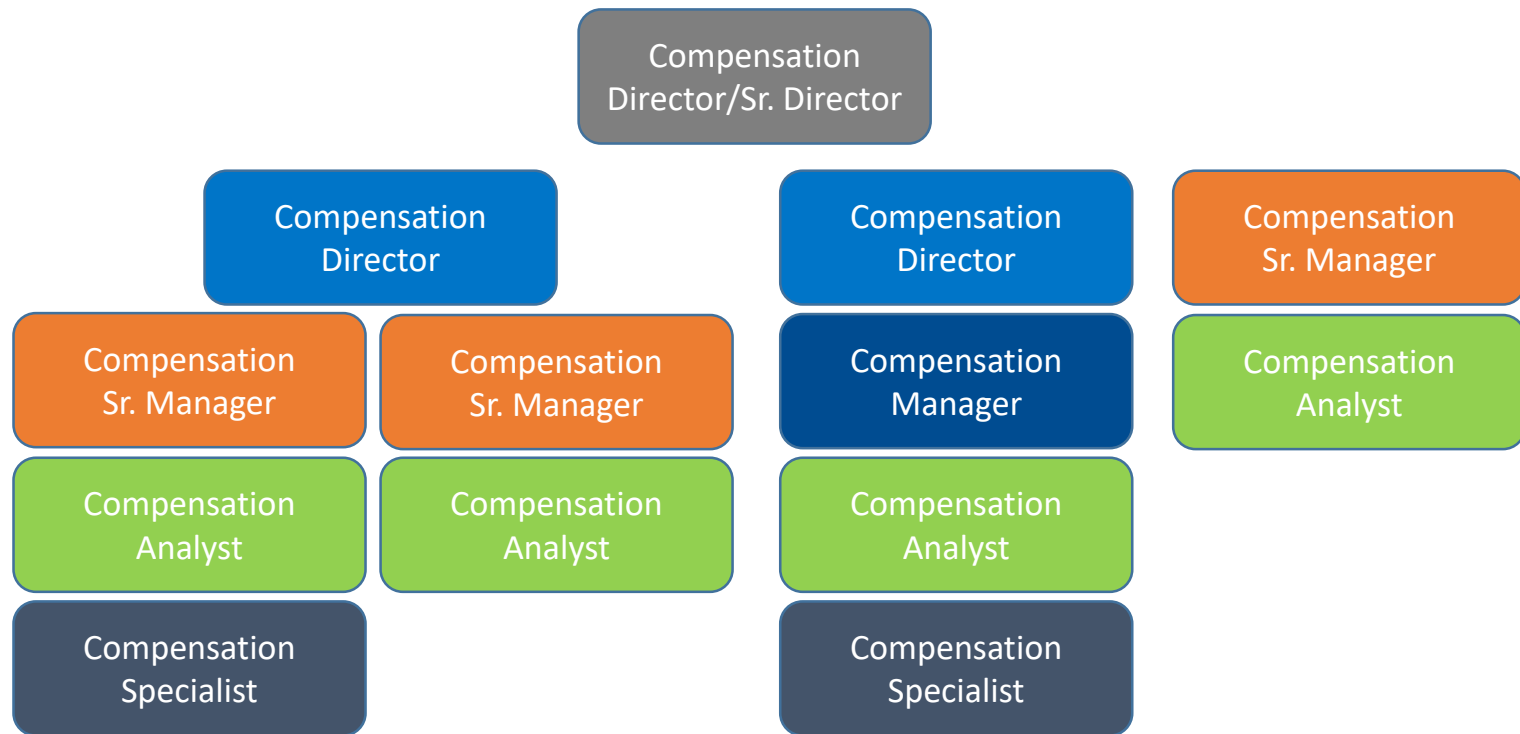 Compensation
Director/Sr. Director
Compensation
Director
Compensation
Director
Compensation
Sr. Manager
Compensation
Sr. Manager
Compensation
Sr. Manager
Compensation
Manager
Compensation
Analyst
Compensation
Analyst
Compensation
Analyst
Compensation
Analyst
Compensation
Specialist
Compensation
Specialist